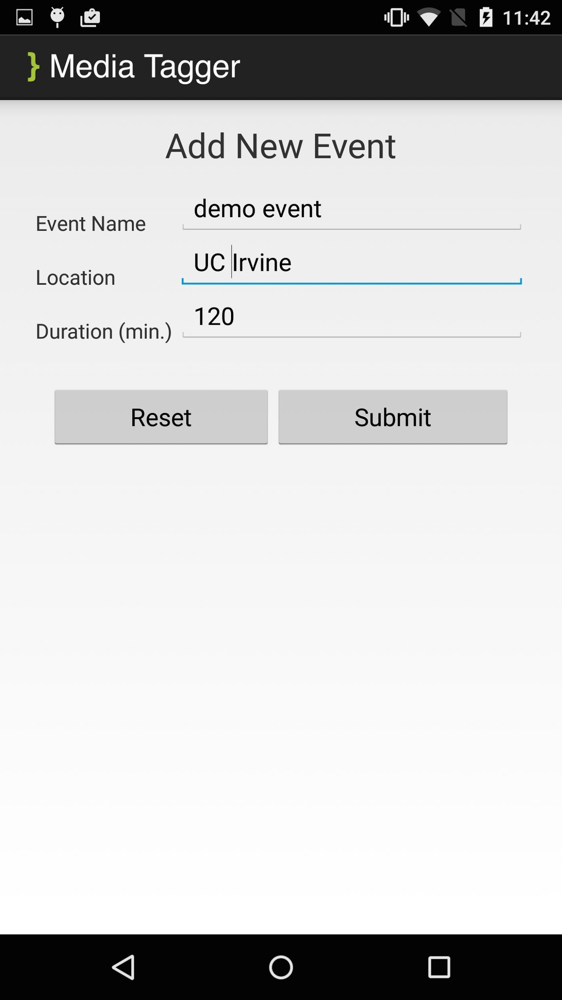 11:42
} Media Tagger
Add New Event
Event Name demo event
Location UC Irvine
Duration (min.) 120
Reset Submit